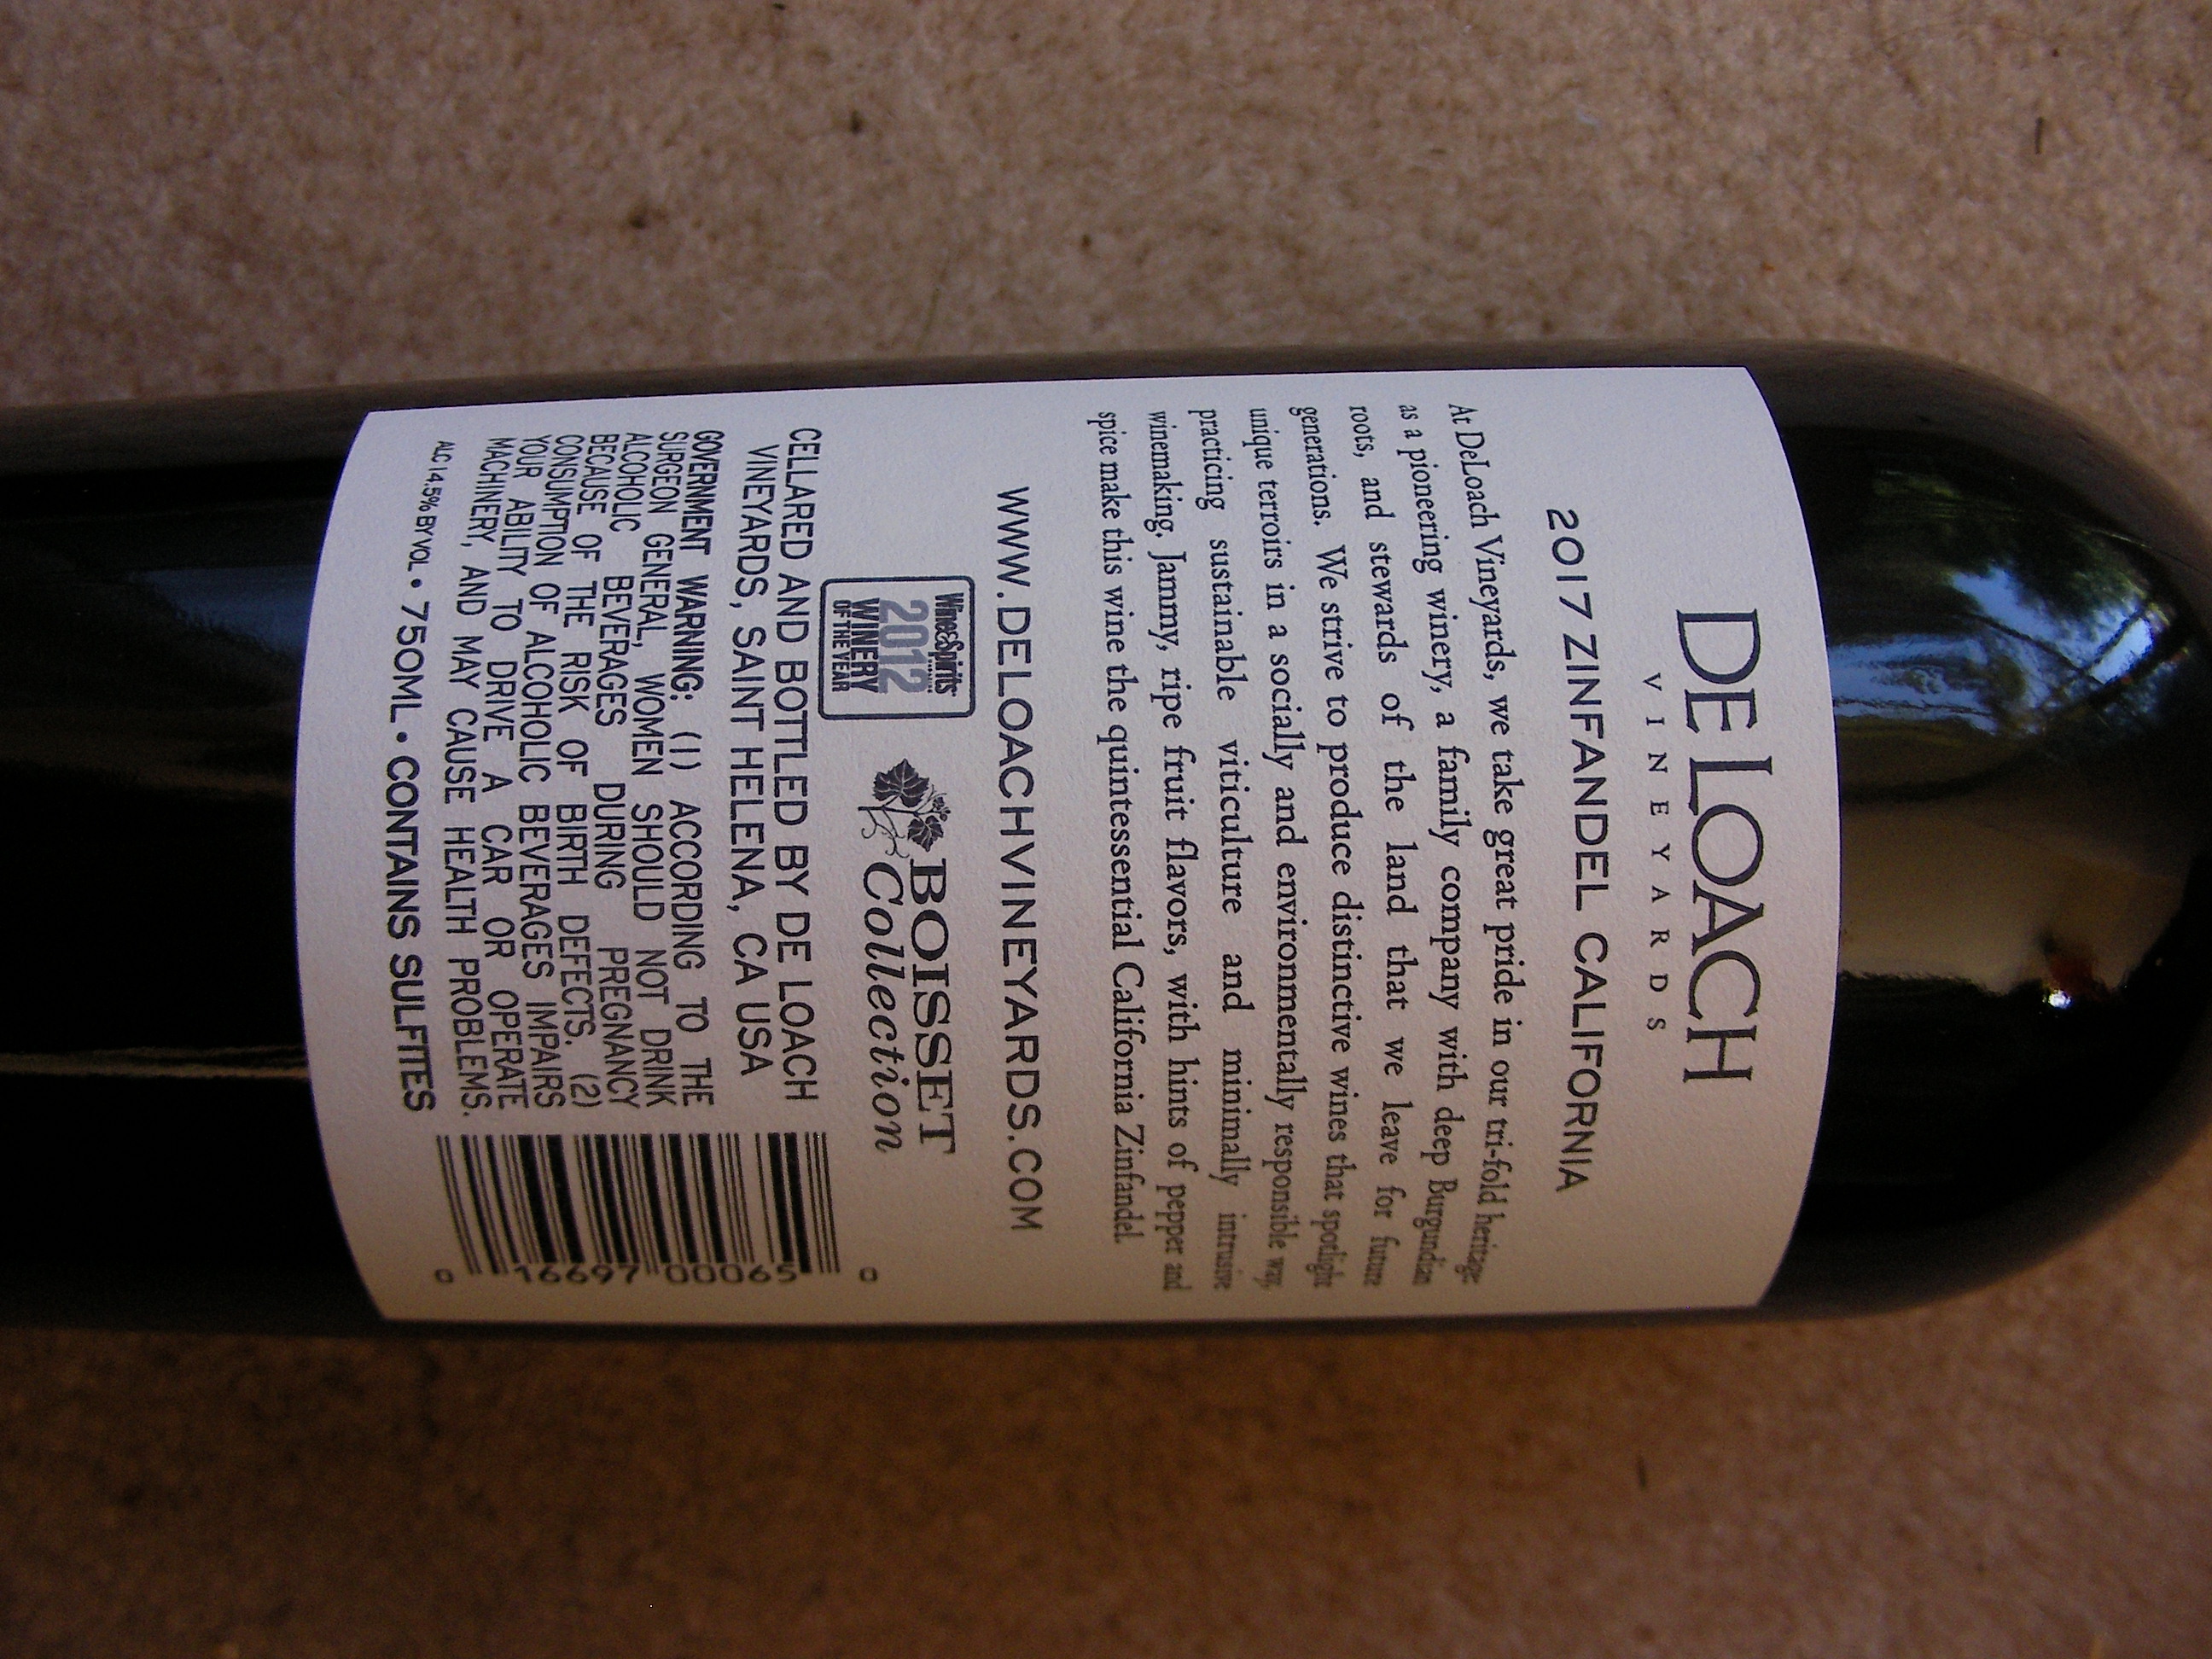 DE LOACH
VINEYARDS
2017 ZINFANDEL CALIFORNIA
At DeLoach Vineyards, we take great pride in our tri-fold heritage
as a pioneering winery, a family company with deep Burgundian
roots, and stewards of the land that we leave for future
generations. We strive to produce distinctive wines that spotlight
unique terroirs in a socially and environmentally responsible way,
practicing sustainable viticulture and minimally intrusive
winemaking. Jammy, ripe fruit flavors, with hints of pepper and
spice make this wine the quintessential California Zinfandel.
WWW.DELOACHVINEYARDS.COM
Wine&Spirits
2012
WINERY
OF THE YEAR
BOISSET
Collection
CELLARED AND BOTTLED BY DE LOACH
VINEYARDS, SAINT HELENA, CA USA
GOVERNMENT WARNING: (1) ACCORDING TO THE
SURGEON GENERAL, WOMEN SHOULD NOT DRINK
ALCOHOLIC BEVERAGES DURING PREGNANCY
BECAUSE OF THE RISK OF BIRTH DEFECTS. (2)
CONSUMPTION OF ALCOHOLIC BEVERAGES IMPAIRS
YOUR ABILITY TO DRIVE A CAR OR OPERATE
MACHINERY, AND MAY CAUSE HEALTH PROBLEMS.
ALC 14.5% BY VOL • 750ML • CONTAINS SULFITES
0 16697 00065 0